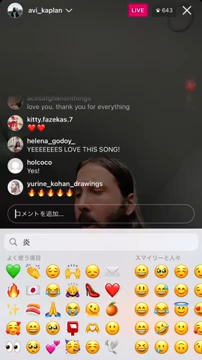 avi_kaplan
LIVE
643
love you. thank you for everything
kitty.fazekas.7
❤️❤️
helena_godoy_
YEEEEEEES LOVE THIS SONG!
holcoco
Yes!
yurine_kohan_drawings
🔥🔥🔥🔥🔥
コメントを追加...
炎
よく使う項目
スマイリーと人々